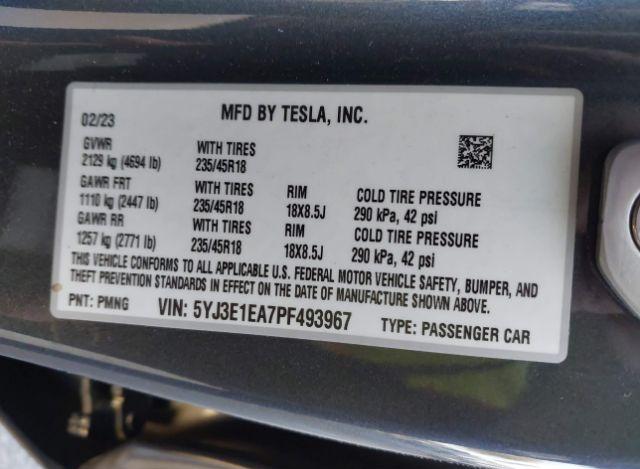 MFD BY TESLA, INC.
02/23
GVWR WITH TIRES
2129 kg (4694 lb) 235/45R18
GAWR FRT WITH TIRES RIM COLD TIRE PRESSURE
1110 kg (2447 lb) 235/45R18 18X8.5J 290 kPa, 42 psi
GAWR RR WITH TIRES RIM COLD TIRE PRESSURE
1257 kg (2771 lb) 235/45R18 18X8.5J 290 kPa, 42 psi
THIS VEHICLE CONFORMS TO ALL APPLICABLE U.S. FEDERAL MOTOR VEHICLE SAFETY, BUMPER, AND
THEFT PREVENTION STANDARDS IN EFFECT ON THE DATE OF MANUFACTURE SHOWN ABOVE.
PNT: PMNG VIN: 5YJ3E1EA7PF493967 TYPE: PASSENGER CAR